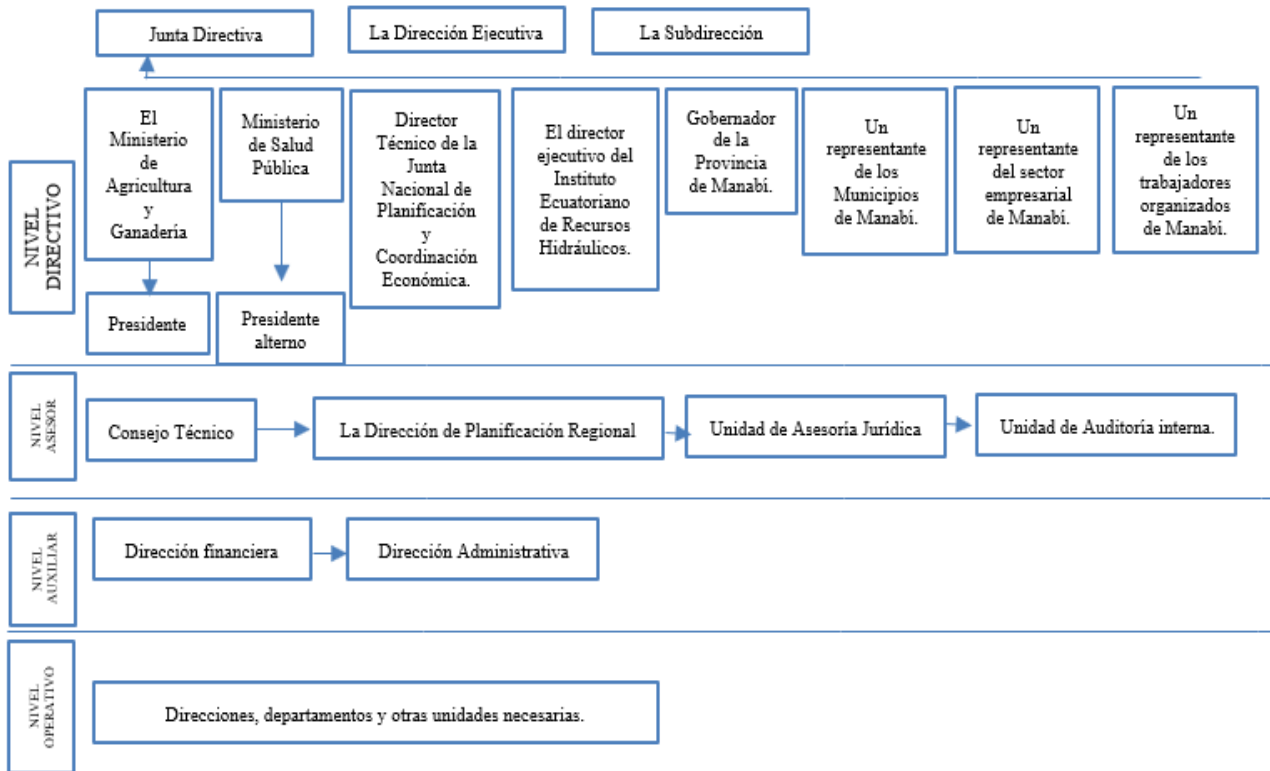 Junta Directiva
La Dirección Ejecutiva
La Subdirección
NIVEL
DIRECTIVO
El
Ministerio
de
Agricultura
y
Ganadería
Ministerio
de Salud
Pública
Director
Técnico de la
Junta
Nacional de
Planificación
y
Coordinación
Económica.
El director
ejecutivo del
Instituto
Ecuatoriano
de Recursos
Hidráulicos.
Gobernador
de la
Provincia
de Manabí.
Un
representante
de los
Municipios
de Manabí.
Un
representante
del sector
empresarial
de Manabí.
Un
representante
de los
trabajadores
organizados
de Manabí.
Presidente
Presidente
alterno
NIVEL
ASESOR
Consejo Técnico
La Dirección de Planificación Regional
Unidad de Asesoría Jurídica
Unidad de Auditoría interna.
NIVEL
AUXILIAR
Dirección financiera
Dirección Administrativa
NIVEL
OPERATIVO
Direcciones, departamentos y otras unidades necesarias.